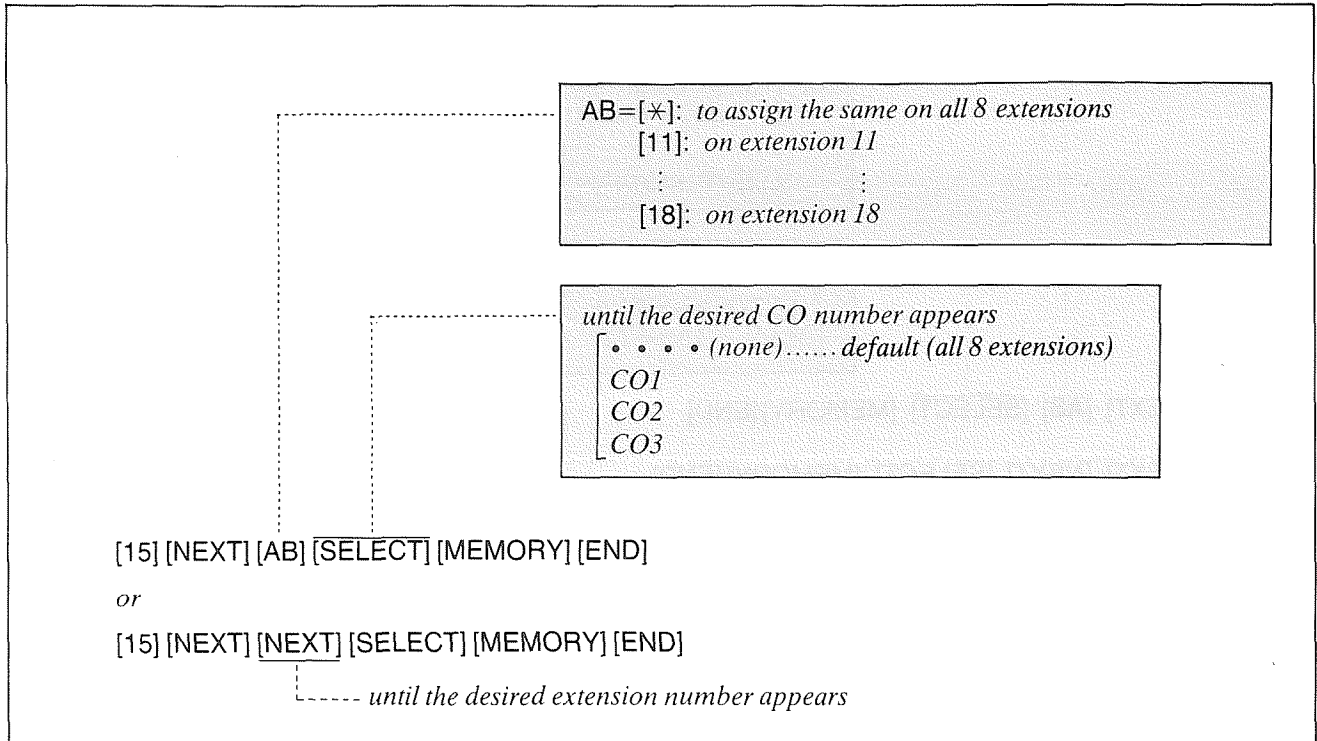 AB=[*]: to assign the same on all 8 extensions
[11]: on extension 11
⋮ ⋮
[18]: on extension 18
until the desired CO number appears
• • • • (none)......default (all 8 extensions)
CO1
CO2
CO3
[15] [NEXT] [AB] [SELECT] [MEMORY] [END]
or
[15] [NEXT] [NEXT] [SELECT] [MEMORY] [END]
until the desired extension number appears